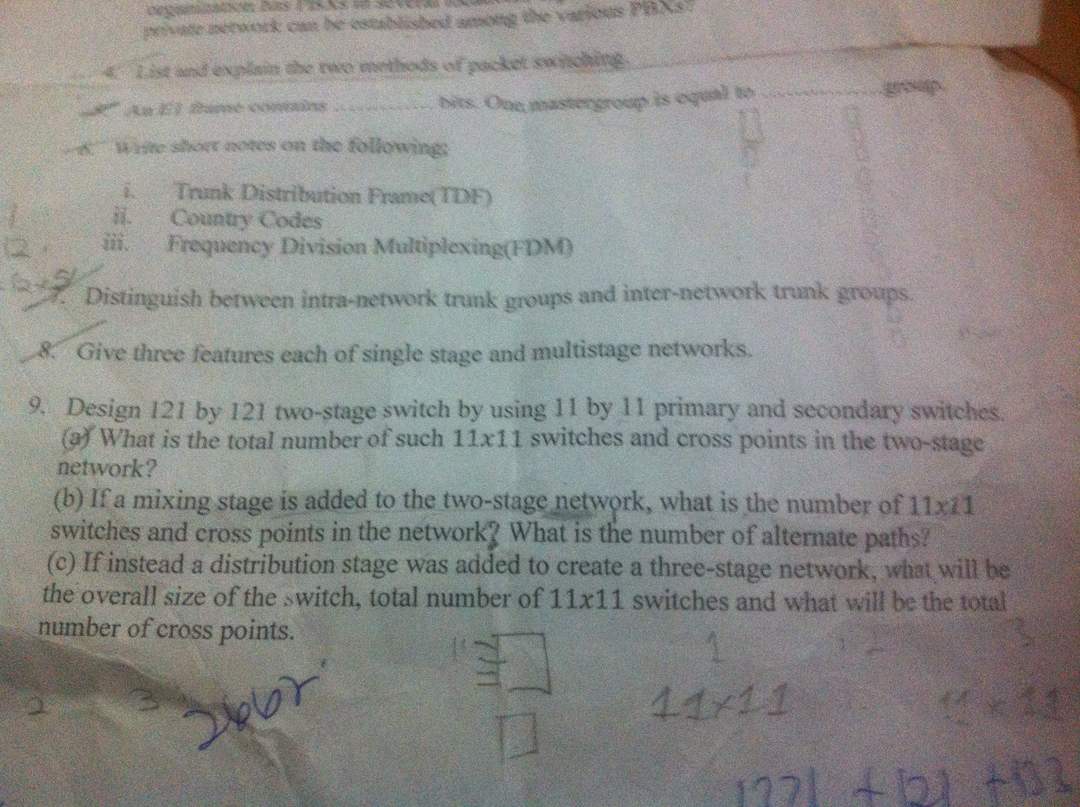 private network can be established among the various PBXs?
4. List and explain the two methods of packet switching.
An E1 frame contains .............. bits. One mastergroup is equal to .................. group.
6. Write short notes on the following:
i. Trunk Distribution Frame(TDF)
ii. Country Codes
iii. Frequency Division Multiplexing(FDM)
12
7. Distinguish between intra-network trunk groups and inter-network trunk groups.
8. Give three features each of single stage and multistage networks.
9. Design 121 by 121 two-stage switch by using 11 by 11 primary and secondary switches.
(a) What is the total number of such 11x11 switches and cross points in the two-stage
network?
(b) If a mixing stage is added to the two-stage network, what is the number of 11x11
switches and cross points in the network? What is the number of alternate paths?
(c) If instead a distribution stage was added to create a three-stage network, what will be
the overall size of the switch, total number of 11x11 switches and what will be the total
number of cross points.
11 1 2 3
2 3 11x11 11x11